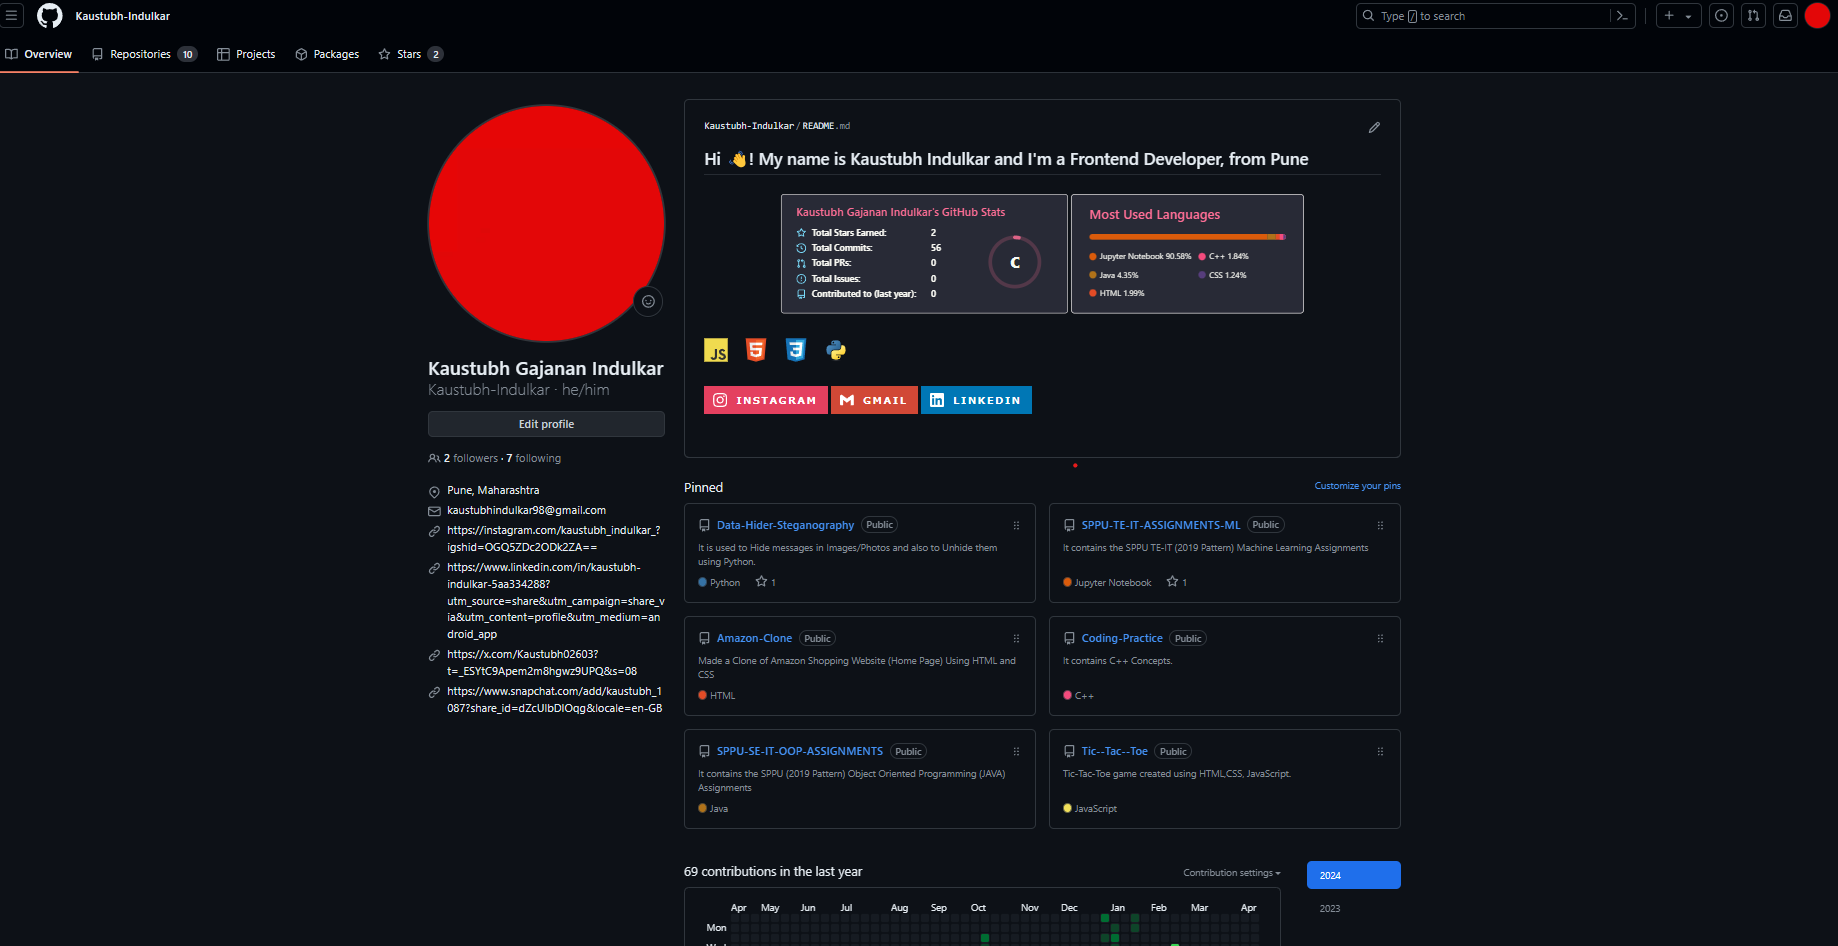 Kaustubh-Indulkar
Type / to search
Overview
Repositories 10
Projects
Packages
Stars 2
Kaustubh Gajanan Indulkar
Kaustubh-Indulkar · he/him
Edit profile
2 followers · 7 following
Pune, Maharashtra
kaustubhindulkar98@gmail.com
https://instagram.com/kaustubh_indulkar_?
igshid=OGQ5ZDc2ODk2ZA==
https://www.linkedin.com/in/kaustubh-
indulkar-5aa334288?
utm_source=share&utm_campaign=share_v
ia&utm_content=profile&utm_medium=an
droid_app
https://x.com/Kaustubh02603?
t=_ESYtC9Apem2m8hgwz9UPQ&s=08
https://www.snapchat.com/add/kaustubh_1
087?share_id=dZcUlbDIOqg&locale=en-GB
Kaustubh-Indulkar/README.md
Hi 👋! My name is Kaustubh Indulkar and I'm a Frontend Developer, from Pune
Kaustubh Gajanan Indulkar's GitHub Stats
Total Stars Earned: 2
Total Commits: 56
Total PRs: 0
Total Issues: 0
Contributed to (last year): 0
C
Most Used Languages
Jupyter Notebook 90.58%
C++ 1.84%
Java 4.35%
CSS 1.24%
HTML 1.99%
JS
5
3
INSTAGRAM
GMAIL
LINKEDIN
Pinned
Customize your pins
Data-Hider-Steganography Public
It is used to Hide messages in Images/Photos and also to Unhide them
using Python.
Python 1
SPPU-TE-IT-ASSIGNMENTS-ML Public
It contains the SPPU TE-IT (2019 Pattern) Machine Learning Assignments
Jupyter Notebook 1
Amazon-Clone Public
Made a Clone of Amazon Shopping Website (Home Page) Using HTML and
CSS
HTML
Coding-Practice Public
It contains C++ Concepts.
C++
SPPU-SE-IT-OOP-ASSIGNMENTS Public
It contains the SPPU (2019 Pattern) Object Oriented Programming (JAVA)
Assignments
Java
Tic--Tac--Toe Public
Tic-Tac-Toe game created using HTML,CSS, JavaScript.
JavaScript
69 contributions in the last year
Contribution settings
2024
2023
Apr May Jun Jul Aug Sep Oct Nov Dec Jan Feb Mar Apr
Mon